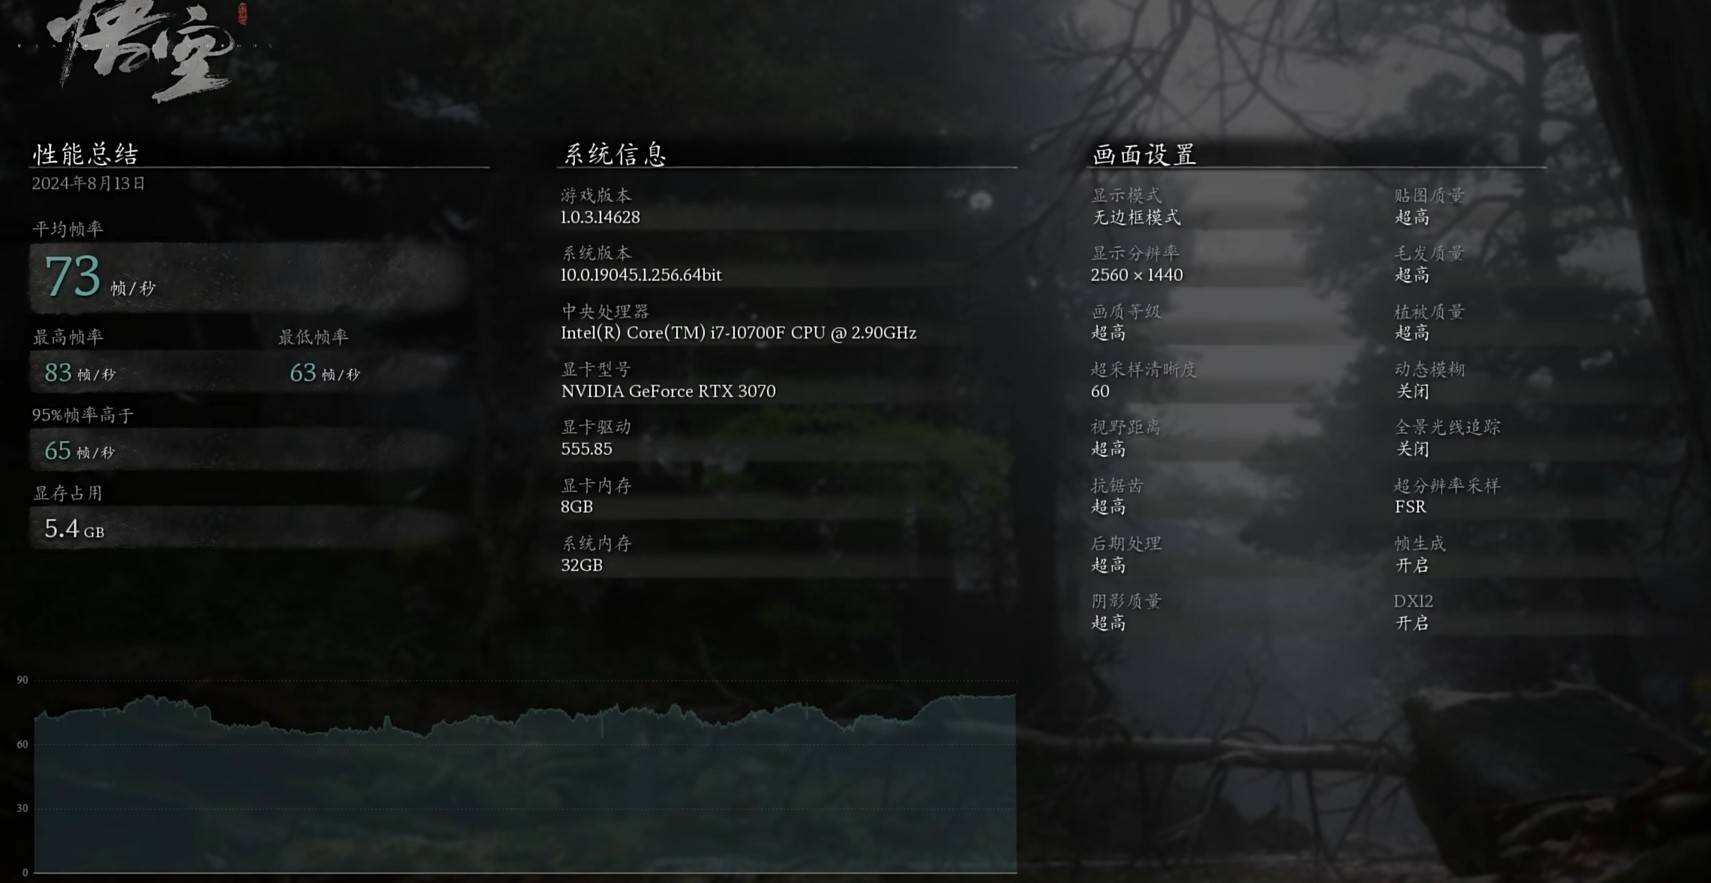 悟空
性能总结
2024年8月13日
平均帧率
73 帧/秒
最高帧率
最低帧率
83 帧/秒
63 帧/秒
95%帧率高于
65 帧/秒
显存占用
5.4 GB
系统信息
游戏版本
1.0.3.14628
系统版本
10.0.19045.1.256.64bit
中央处理器
Intel(R) Core(TM) i7-10700F CPU @ 2.90GHz
显卡型号
NVIDIA GeForce RTX 3070
显卡驱动
555.85
显卡内存
8GB
系统内存
32GB
画面设置
显示模式
无边框模式
显示分辨率
2560 × 1440
画质等级
超高
超采样清晰度
60
视野距离
超高
抗锯齿
超高
后期处理
超高
阴影质量
超高
贴图质量
超高
毛发质量
超高
植被质量
超高
动态模糊
关闭
全景光线追踪
关闭
超分辨率采样
FSR
帧生成
开启
DX12
开启
90
60
30
0